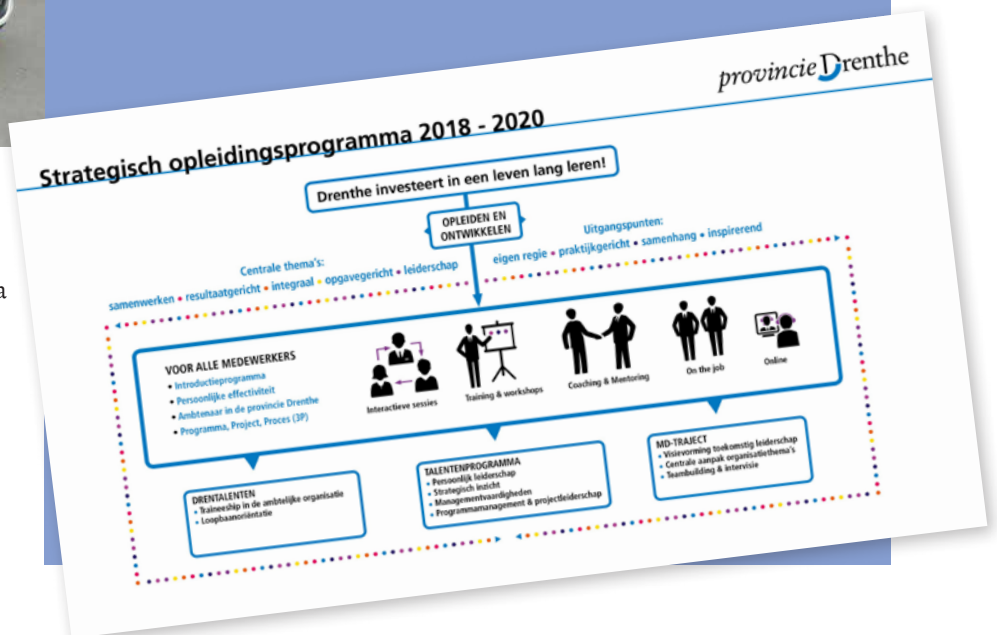 provincie Drenthe
Strategisch opleidingsprogramma 2018 - 2020
Drenthe investeert in een leven lang leren!
OPLEIDEN EN
ONTWIKKELEN
Centrale thema's:
samenwerken • resultaatgericht • integraal • opgavegericht • leiderschap
Uitgangspunten:
eigen regie • praktijkgericht • samenhang • inspirerend
VOOR ALLE MEDEWERKERS
• Introductieprogramma
• Persoonlijke effectiviteit
• Ambtenaar in de provincie Drenthe
• Programma, Project, Proces (3P)
Interactieve sessies
Training & workshops
Coaching & Mentoring
On the job
Online
DRENTALENTEN
• Traineeship in de ambtelijke organisatie
• Loopbaanoriëntatie
TALENTENPROGRAMMA
• Persoonlijk leiderschap
• Strategisch inzicht
• Managementvaardigheden
• Programmamanagement & projectleiderschap
MD-TRAJECT
• Visievorming toekomstig leiderschap
• Centrale aanpak organisatiethema's
• Teambuilding & intervisie
a